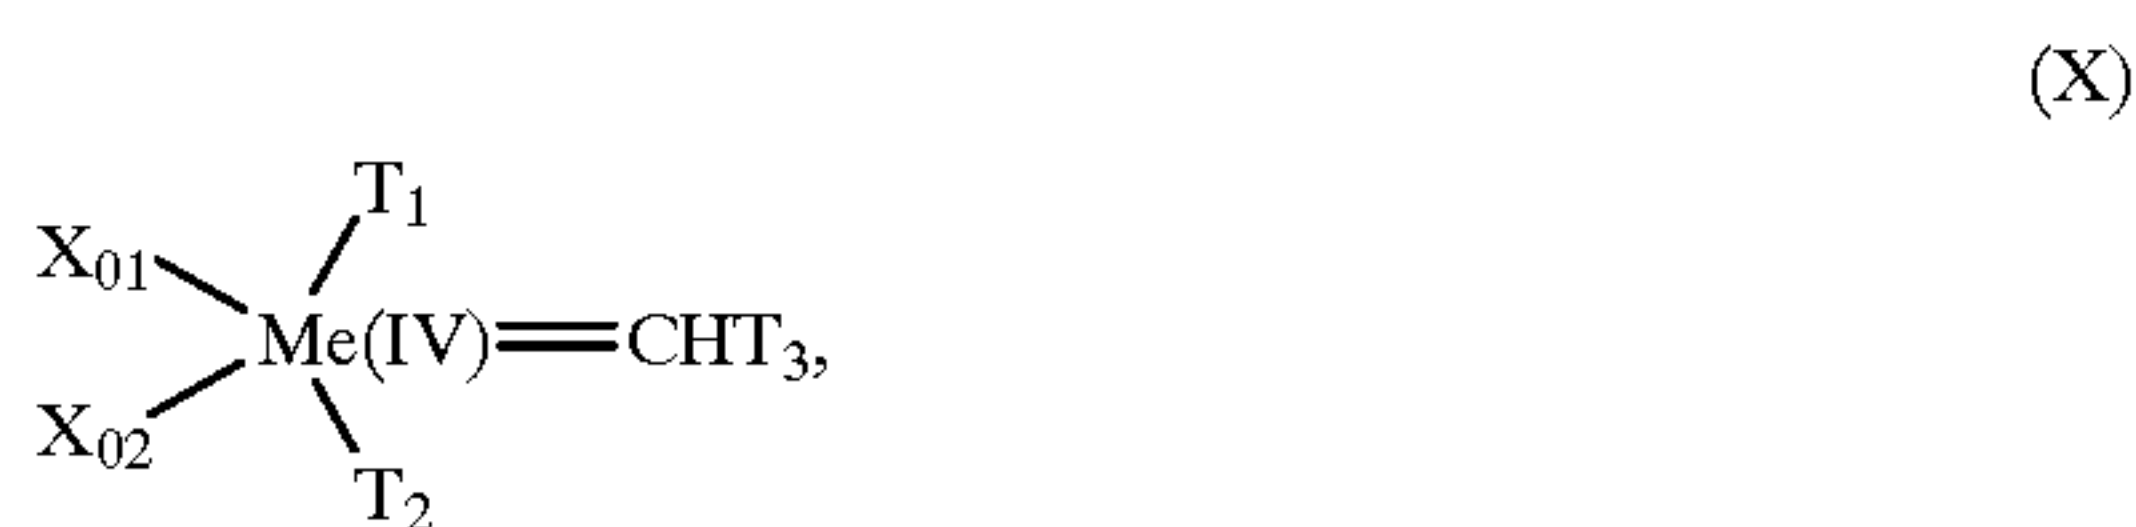 (X)
T₁
X₀₁
Me(IV)=CHT₃,
X₀₂
T₂